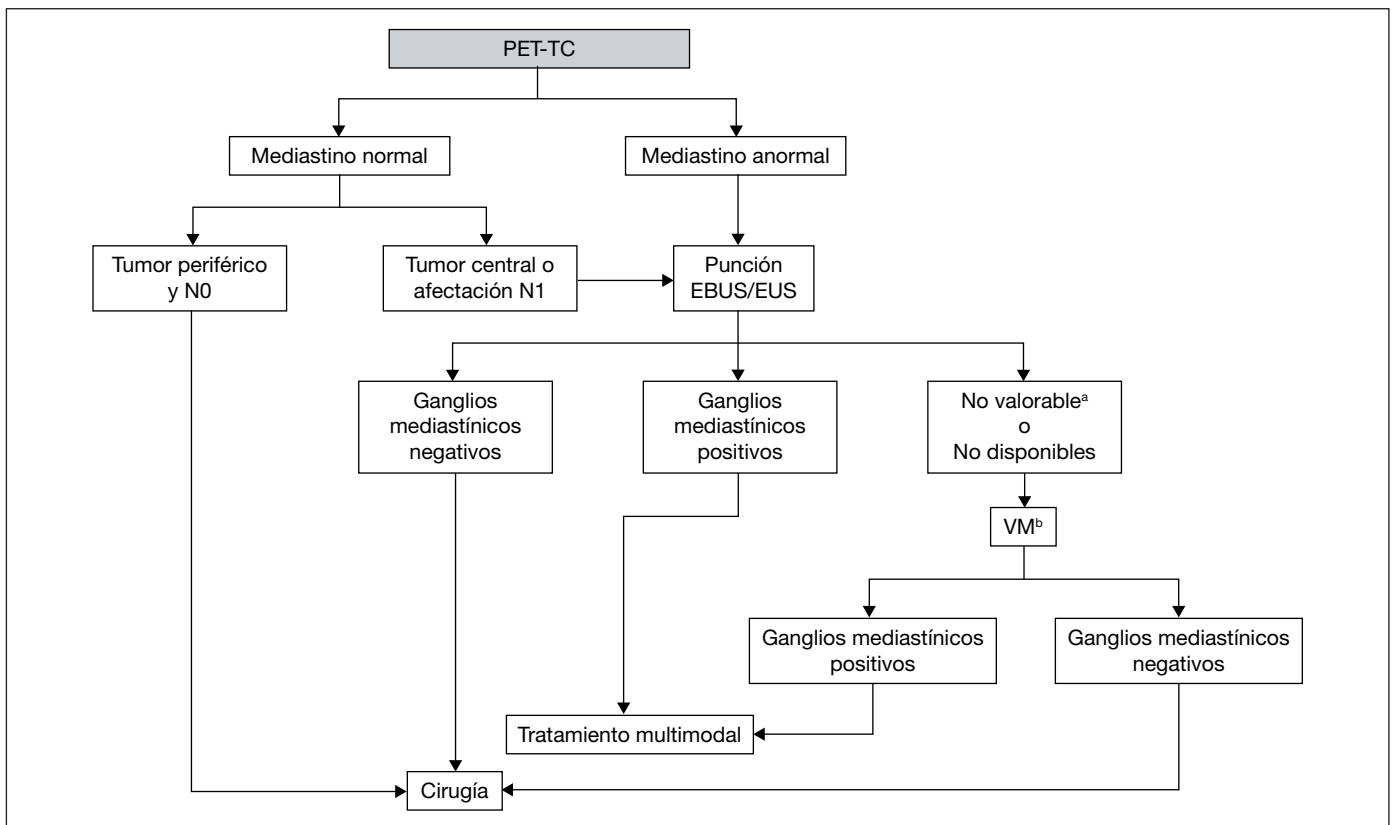 PET-TC
Mediastino normal
Mediastino anormal
Tumor periférico
y N0
Tumor central o
afectación N1
Punción
EBUS/EUS
Ganglios
mediastínicos
negativos
Ganglios
mediastínicos
positivos
No valorableª
o
No disponibles
VMᵇ
Ganglios mediastínicos
positivos
Ganglios mediastínicos
negativos
Tratamiento multimodal
Cirugía